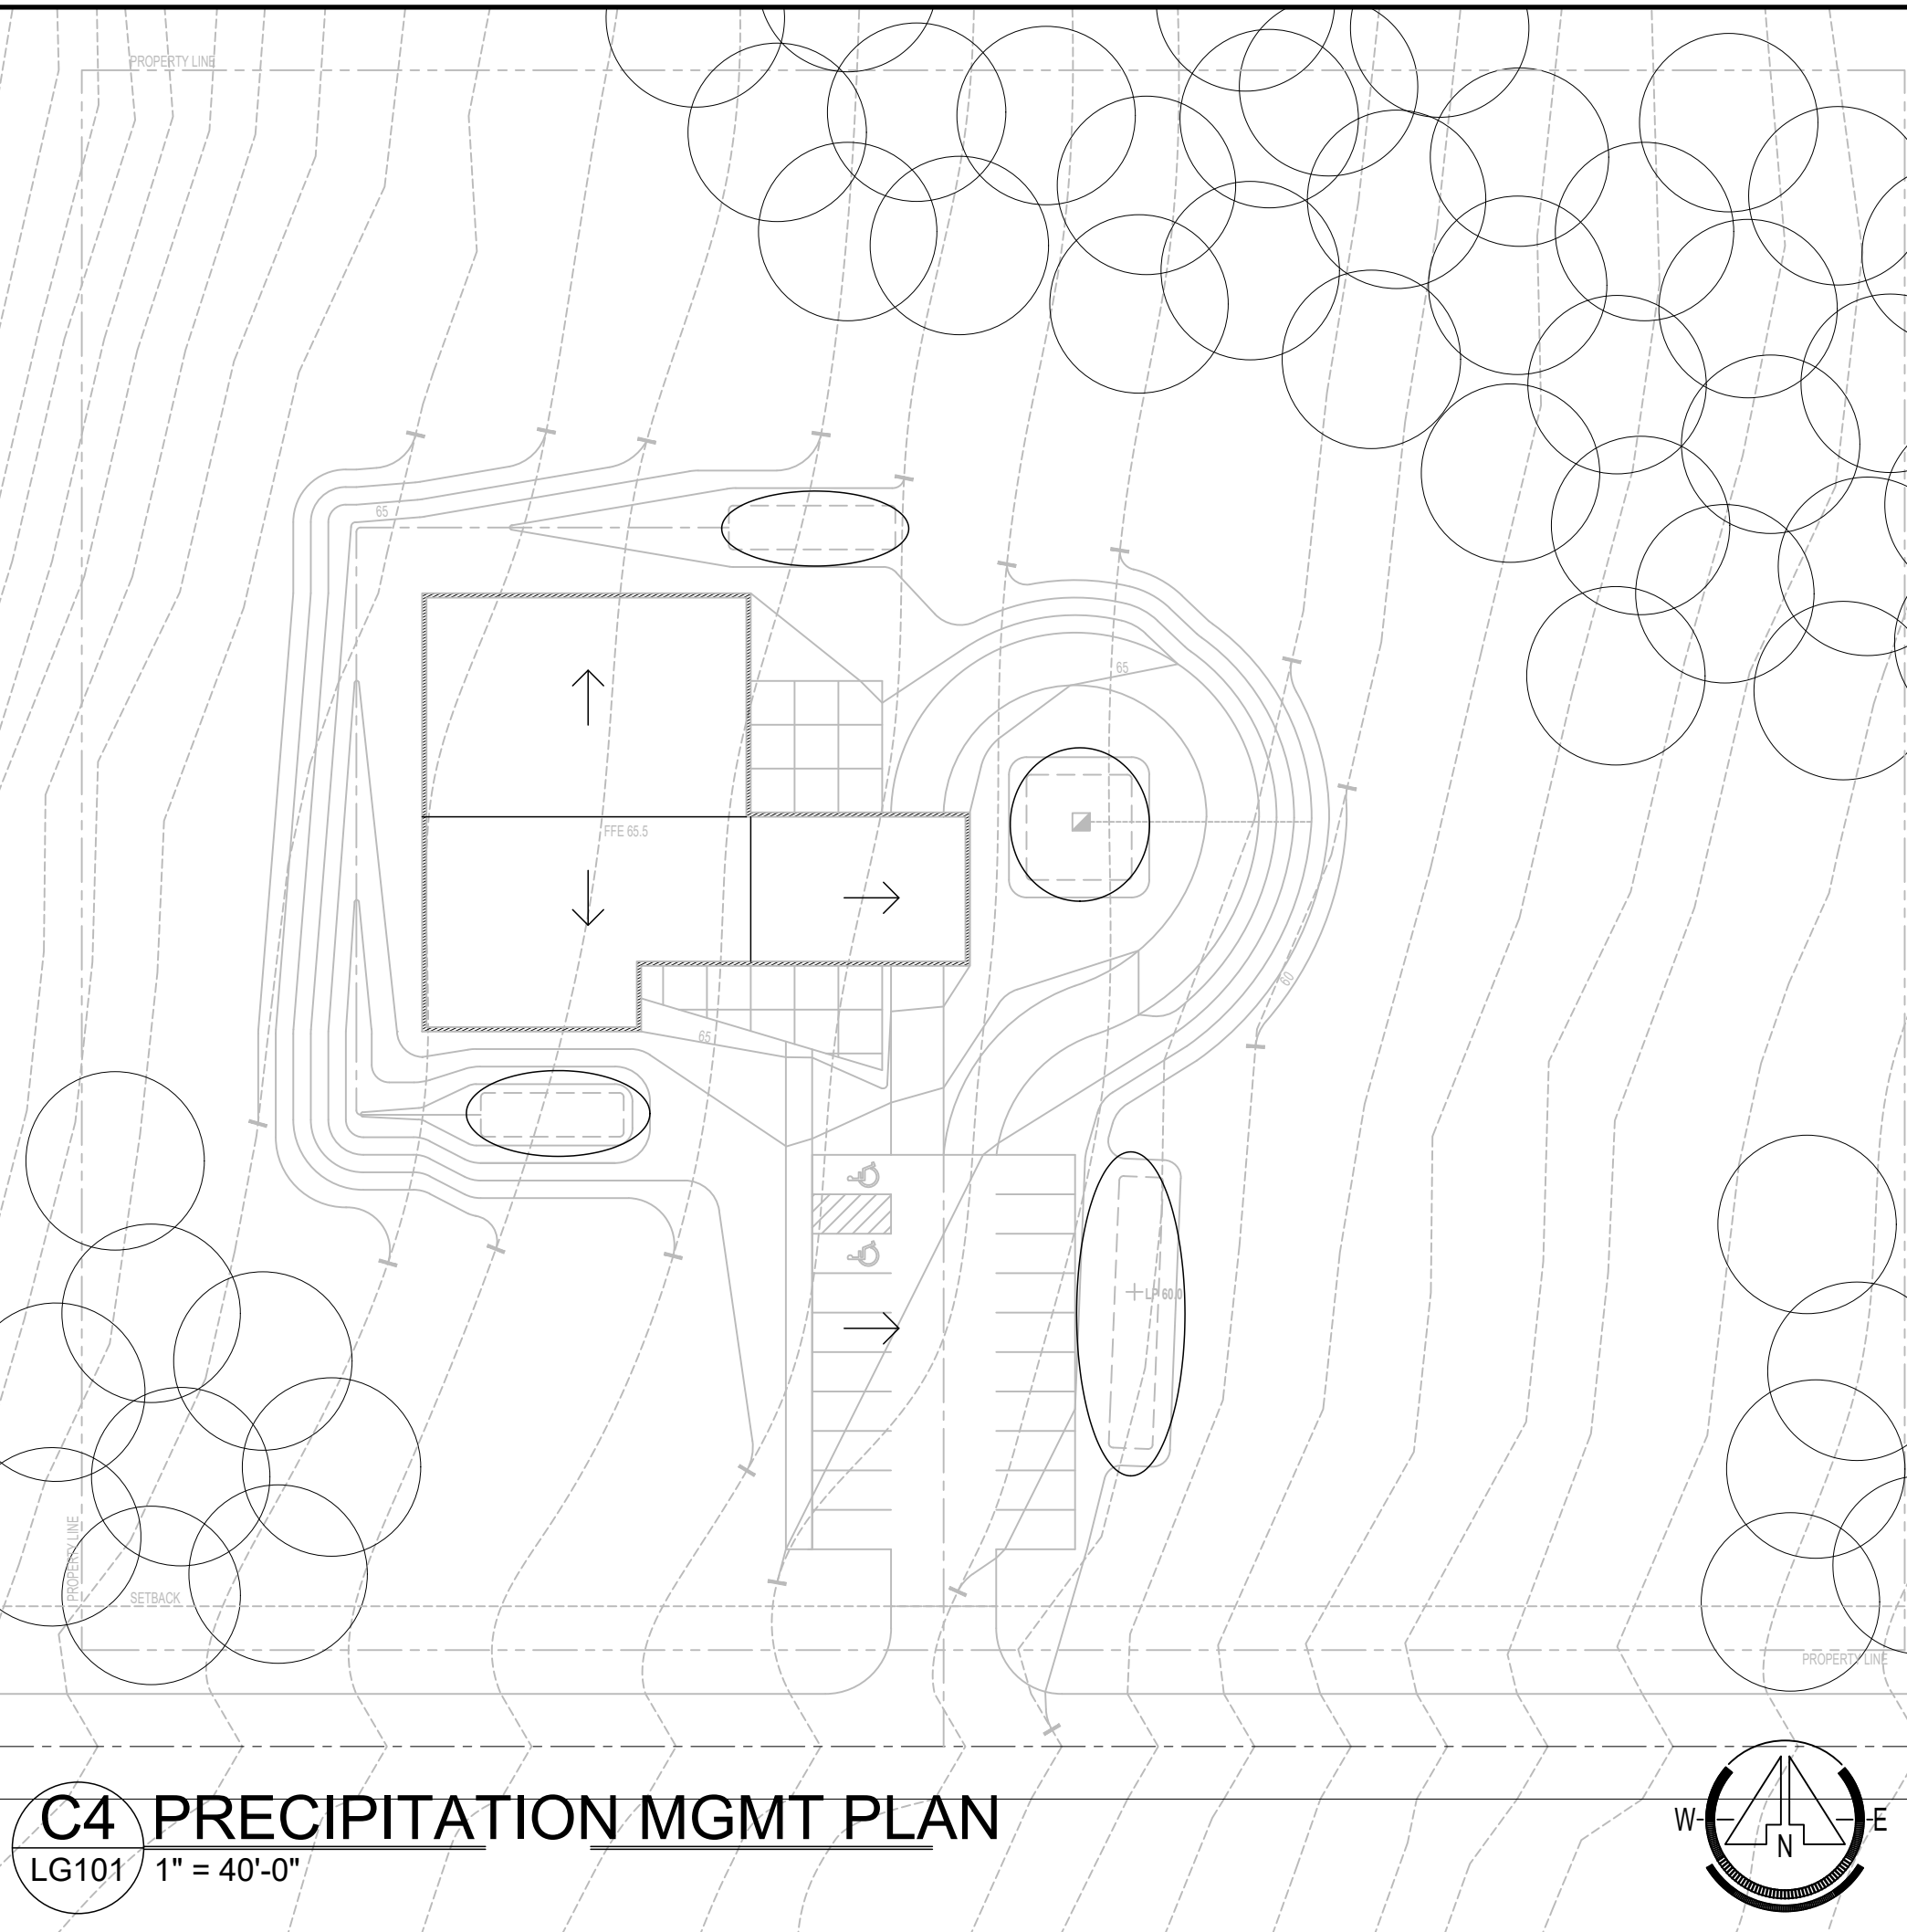 PROPERTY LINE
65
65
FFE 65.5
60
65
LP 60.0
PROPERTY LINE
SETBACK
PROPERTY LINE
C4 PRECIPITATION MGMT PLAN
LG101 1" = 40'-0"
W E
N